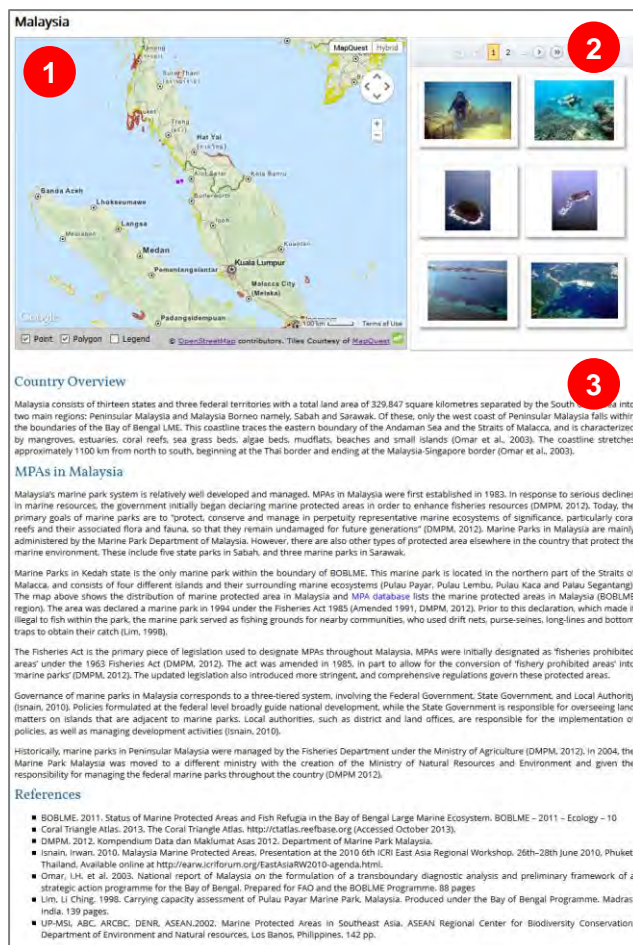 Malaysia
1
2
3
MapQuest Hybrid
1 2
Surat Thani
Phuket
Trang
Hat Yai
Alor Setar
Kota Baru
Banda Aceh
Lhokseumawe
Butterworth
Langsa
Meulaboh
Ipoh
Medan
Kuantan
Pematangsiantar
Kuala Lumpur
Malacca City
(Melaka)
Padangsidempuan
Google
100 km Terms of Use
Point Polygon Legend © OpenStreetMap contributors. Tiles Courtesy of MapQuest
Country Overview
Malaysia consists of thirteen states and three federal territories with a total land area of 329,847 square kilometres separated by the South into
two main regions: Peninsular Malaysia and Malaysia Borneo namely, Sabah and Sarawak. Of these, only the west coast of Peninsular Malaysia falls within
the boundaries of the Bay of Bengal LME. This coastline traces the eastern boundary of the Andaman Sea and the Straits of Malacca, and is characterized
by mangroves, estuaries, coral reefs, sea grass beds, algae beds, mudflats, beaches and small islands (Omar et al., 2003). The coastline stretches
approximately 1100 km from north to south, beginning at the Thai border and ending at the Malaysia-Singapore border (Omar et al., 2003).
MPAs in Malaysia
Malaysia's marine park system is relatively well developed and managed. MPAs in Malaysia were first established in 1983. In response to serious declines
in marine resources, the government initially began declaring marine protected areas in order to enhance fisheries resources (DMPM, 2012). Today, the
primary goals of marine parks are to "protect, conserve and manage in perpetuity representative marine ecosystems of significance, particularly coral
reefs and their associated flora and fauna, so that they remain undamaged for future generations" (DMPM, 2012). Marine Parks in Malaysia are mainly
administered by the Marine Park Department of Malaysia. However, there are also other types of protected area elsewhere in the country that protect the
marine environment. These include five state parks in Sabah, and three marine parks in Sarawak.
Marine Parks in Kedah state is the only marine park within the boundary of BOBLME. This marine park is located in the northern part of the Straits of
Malacca, and consists of four different islands and their surrounding marine ecosystems (Pulau Payar, Pulau Lembu, Pulau Kaca and Palau Segantang).
The map above shows the distribution of marine protected area in Malaysia and MPA database lists the marine protected areas in Malaysia (BOBLME
region). The area was declared a marine park in 1994 under the Fisheries Act 1985 (Amended 1991, DMPM, 2012). Prior to this declaration, which made it
illegal to fish within the park, the marine park served as fishing grounds for nearby communities, who used drift nets, purse-seines, long-lines and bottom
traps to obtain their catch (Lim, 1998).
The Fisheries Act is the primary piece of legislation used to designate MPAs throughout Malaysia. MPAs were initially designated as 'fisheries prohibited
areas' under the 1963 Fisheries Act (DMPM, 2012). The act was amended in 1985, in part to allow for the conversion of 'fishery prohibited areas' into
'marine parks' (DMPM, 2012). The updated legislation also introduced more stringent, and comprehensive regulations govern these protected areas.
Governance of marine parks in Malaysia corresponds to a three-tiered system, involving the Federal Government, State Government, and Local Authority
(Isnain, 2010). Policies formulated at the federal level broadly guide national development, while the State Government is responsible for overseeing land
matters on islands that are adjacent to marine parks. Local authorities, such as district and land offices, are responsible for the implementation of
policies, as well as managing development activities (Isnain, 2010).
Historically, marine parks in Peninsular Malaysia were managed by the Fisheries Department under the Ministry of Agriculture (DMPM, 2012). In 2004, the
Marine Park Malaysia was moved to a different ministry with the creation of the Ministry of Natural Resources and Environment and given the
responsibility for managing the federal marine parks throughout the country (DMPM 2012).
References
BOBLME. 2011. Status of Marine Protected Areas and Fish Refugia in the Bay of Bengal Large Marine Ecosystem. BOBLME – 2011 – Ecology – 10
Coral Triangle Atlas. 2013. The Coral Triangle Atlas. http://ctatlas.reefbase.org (Accessed October 2013).
DMPM. 2012. Kompendium Data dan Maklumat Asas 2012. Department of Marine Park Malaysia.
Isnain, Irwan. 2010. Malaysia Marine Protected Areas. Presentation at the 2010 6th ICRI East Asia Regional Workshop. 26th–28th June 2010, Phuket,
Thailand. Available online at http://earw.icriforum.org/EastAsiaRW2010-agenda.html.
Omar, I.H. et al. 2003. National report of Malaysia on the formulation of a transboundary diagnostic analysis and preliminary framework of a
strategic action programme for the Bay of Bengal. Prepared for FAO and the BOBLME Programme. 88 pages
Lim, Li Ching. 1998. Carrying capacity assessment of Pulau Payar Marine Park, Malaysia. Produced under the Bay of Bengal Programme. Madras,
India. 139 pages.
UP-MSI, ABC, ARCBC, DENR, ASEAN.2002. Marine Protected Areas in Southeast Asia. ASEAN Regional Center for Biodiversity Conservation,
Department of Environment and Natural resources, Los Banos, Philippines. 142 pp.